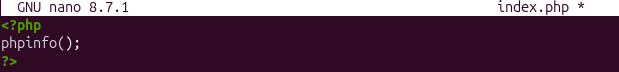 GNU nano 8.7.1 index.php *
<?php
phpinfo();
?>